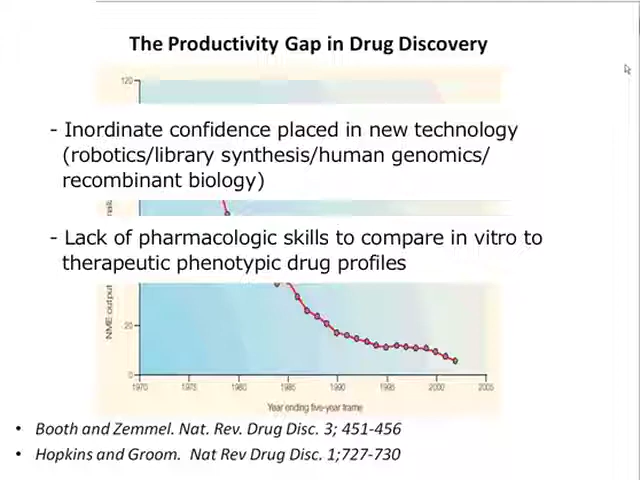 The Productivity Gap in Drug Discovery
120
- Inordinate confidence placed in new technology
(robotics/library synthesis/human genomics/
recombinant biology)
- Lack of pharmacologic skills to compare in vitro to
therapeutic phenotypic drug profiles
NME output
20
0
1970 1975 1980 1985 1990 1995 2000 2005
Year ending five-year frame
• Booth and Zemmel. Nat. Rev. Drug Disc. 3; 451-456
• Hopkins and Groom. Nat Rev Drug Disc. 1;727-730